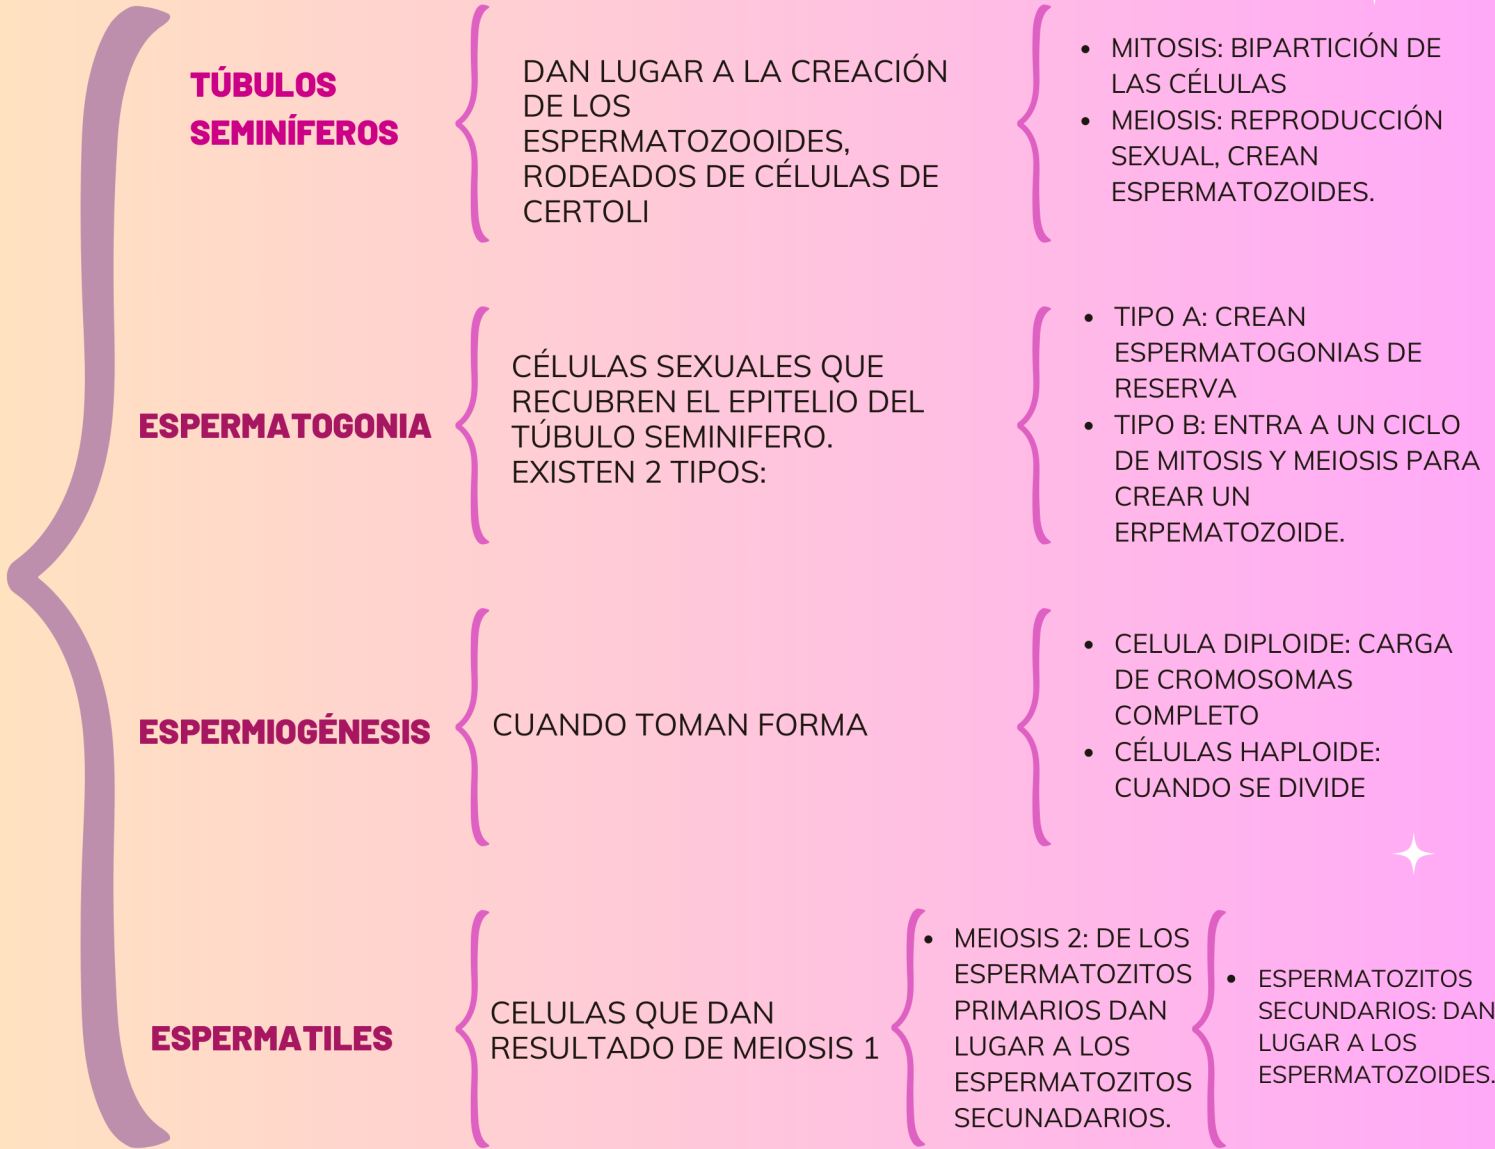 TÚBULOS
SEMINÍFEROS
DAN LUGAR A LA CREACIÓN
DE LOS
ESPERMATOZOOIDES,
RODEADOS DE CÉLULAS DE
CERTOLI
• MITOSIS: BIPARTICIÓN DE
LAS CÉLULAS
• MEIOSIS: REPRODUCCIÓN
SEXUAL, CREAN
ESPERMATOZOIDES.
ESPERMATOGONIA
CÉLULAS SEXUALES QUE
RECUBREN EL EPITELIO DEL
TÚBULO SEMINIFERO.
EXISTEN 2 TIPOS:
• TIPO A: CREAN
ESPERMATOGONIAS DE
RESERVA
• TIPO B: ENTRA A UN CICLO
DE MITOSIS Y MEIOSIS PARA
CREAR UN
ERPEMATOZOIDE.
ESPERMIOGÉNESIS
CUANDO TOMAN FORMA
• CELULA DIPLOIDE: CARGA
DE CROMOSOMAS
COMPLETO
• CÉLULAS HAPLOIDE:
CUANDO SE DIVIDE
ESPERMATILES
CELULAS QUE DAN
RESULTADO DE MEIOSIS 1
• MEIOSIS 2: DE LOS
ESPERMATOZITOS
PRIMARIOS DAN
LUGAR A LOS
ESPERMATOZITOS
SECUNADARIOS.
• ESPERMATOZITOS
SECUNDARIOS: DAN
LUGAR A LOS
ESPERMATOZOIDES.